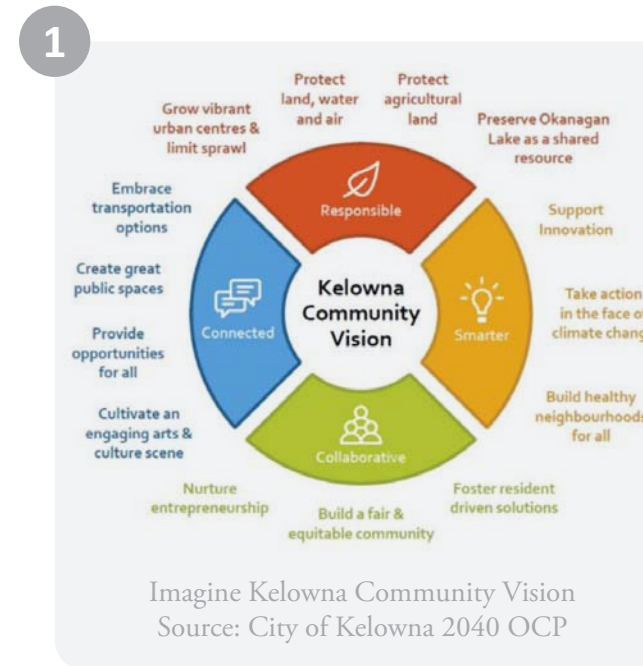 1
Protect
land, water
and air
Protect
agricultural
land
Grow vibrant
urban centres &
limit sprawl
Preserve Okanagan
Lake as a shared
resource
Embrace
transportation
options
Support
Innovation
Create great
public spaces
Take action
in the face of
climate chang
Provide
opportunities
for all
Build healthy
neighbourhoods
for all
Cultivate an
engaging arts &
culture scene
Nurture
entrepreneurship
Build a fair &
equitable community
Foster resident
driven solutions
Responsible
Connected
Kelowna
Community
Vision
Smarter
Collaborative
Imagine Kelowna Community Vision
Source: City of Kelowna 2040 OCP